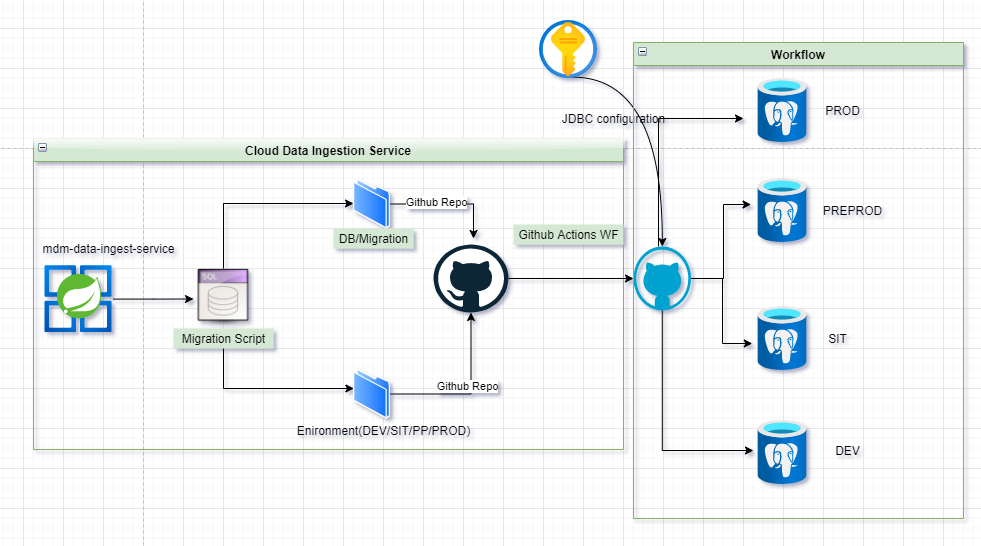 Workflow
PROD
JDBC configuration
Cloud Data Ingestion Service
Github Repo
PREPROD
DB/Migration
Github Actions WF
mdm-data-ingest-service
SQL
Migration Script
SIT
Github Repo
Enironment(DEV/SIT/PP/PROD)
DEV